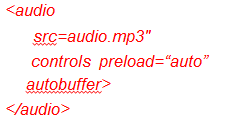 <audio
src=audio.mp3"
controls preload=“auto”
autobuffer>
</audio>